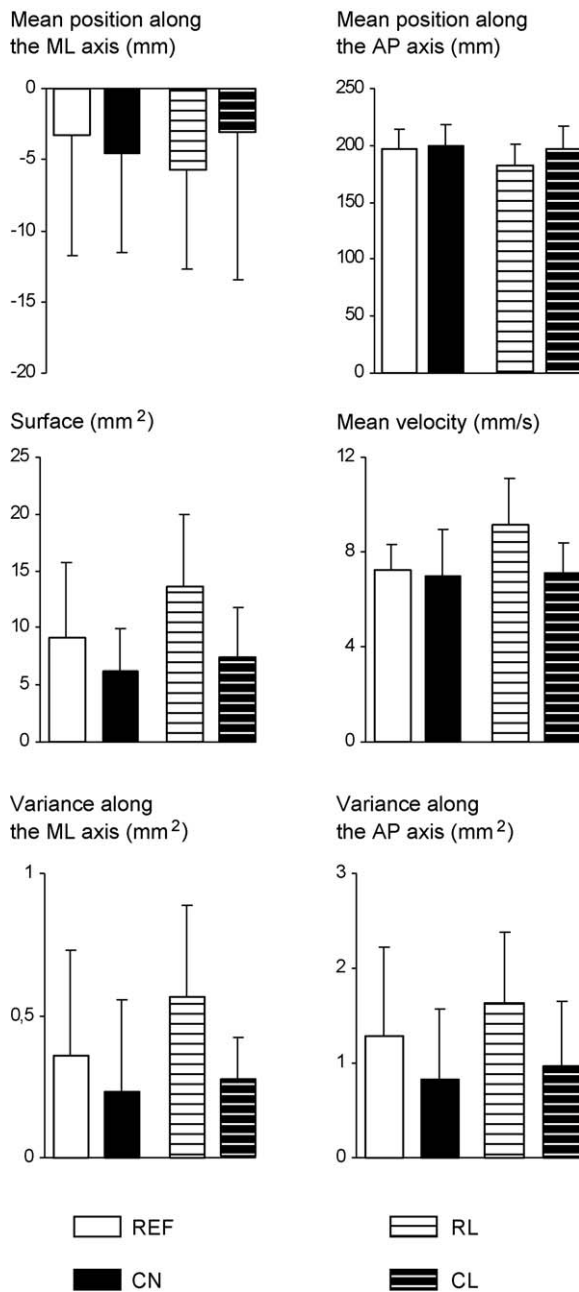 Mean position along
the ML axis (mm)
0
-5
-10
-15
-20
Mean position along
the AP axis (mm)
250
200
150
100
50
0
Surface (mm²)
25
20
15
10
5
0
Mean velocity (mm/s)
12
8
4
0
Variance along
the ML axis (mm²)
1
0,5
0
Variance along
the AP axis (mm²)
3
2
1
0
REF
RL
CN
CL